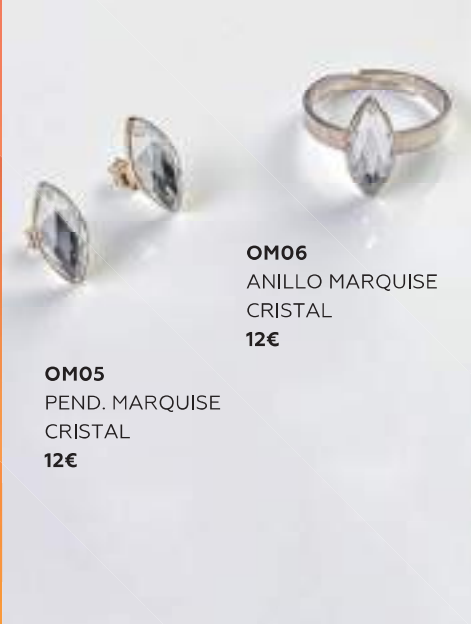 OM06
ANILLO MARQUISE
CRISTAL
12€
OM05
PEND. MARQUISE
CRISTAL
12€